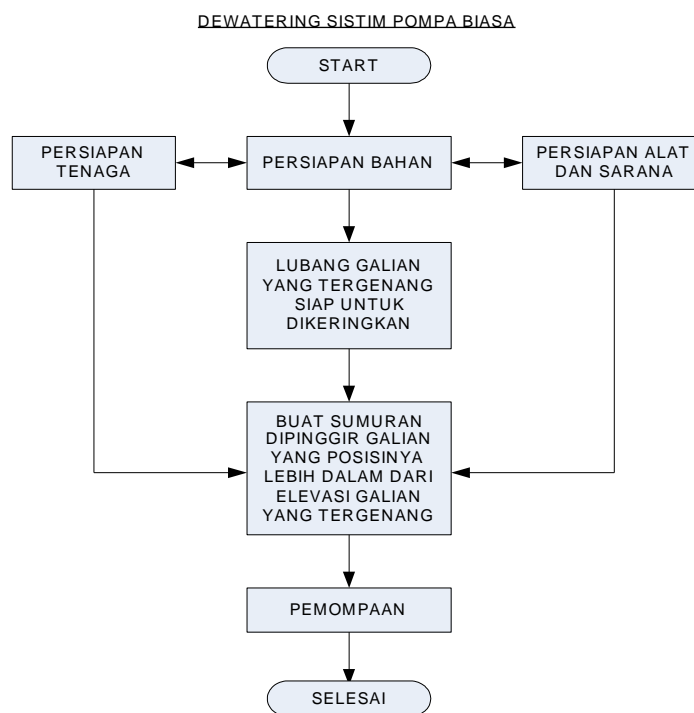 DEWATERING SISTIM POMPA BIASA
START
PERSIAPAN
TENAGA
PERSIAPAN BAHAN
PERSIAPAN ALAT
DAN SARANA
LUBANG GALIAN
YANG TERGENANG
SIAP UNTUK
DIKERINGKAN
BUAT SUMURAN
DIPINGGIR GALIAN
YANG POSISINYA
LEBIH DALAM DARI
ELEVASI GALIAN
YANG TERGENANG
PEMOMPAAN
SELESAI